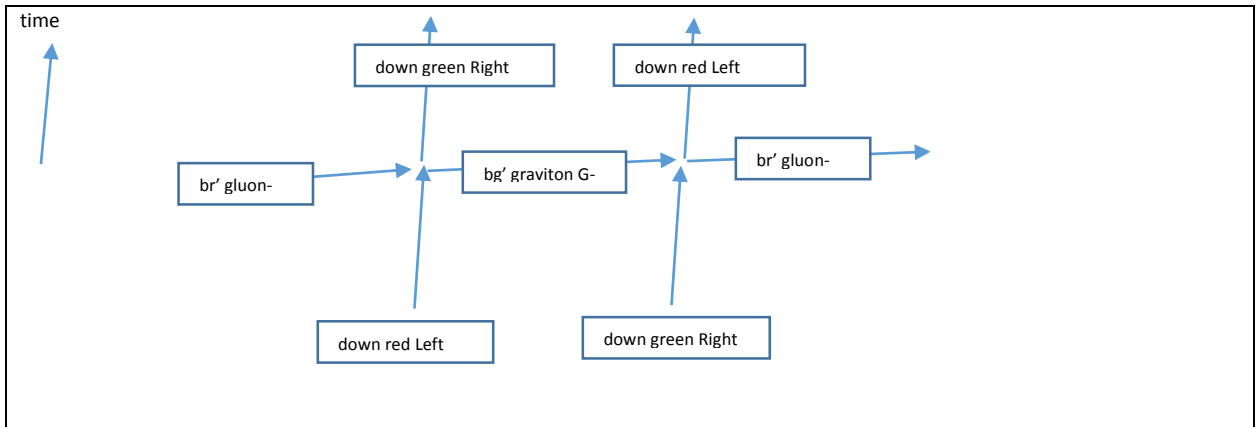 time
down green Right
down red Left
br’ gluon-
bg’ graviton G-
br’ gluon-
down red Left
down green Right